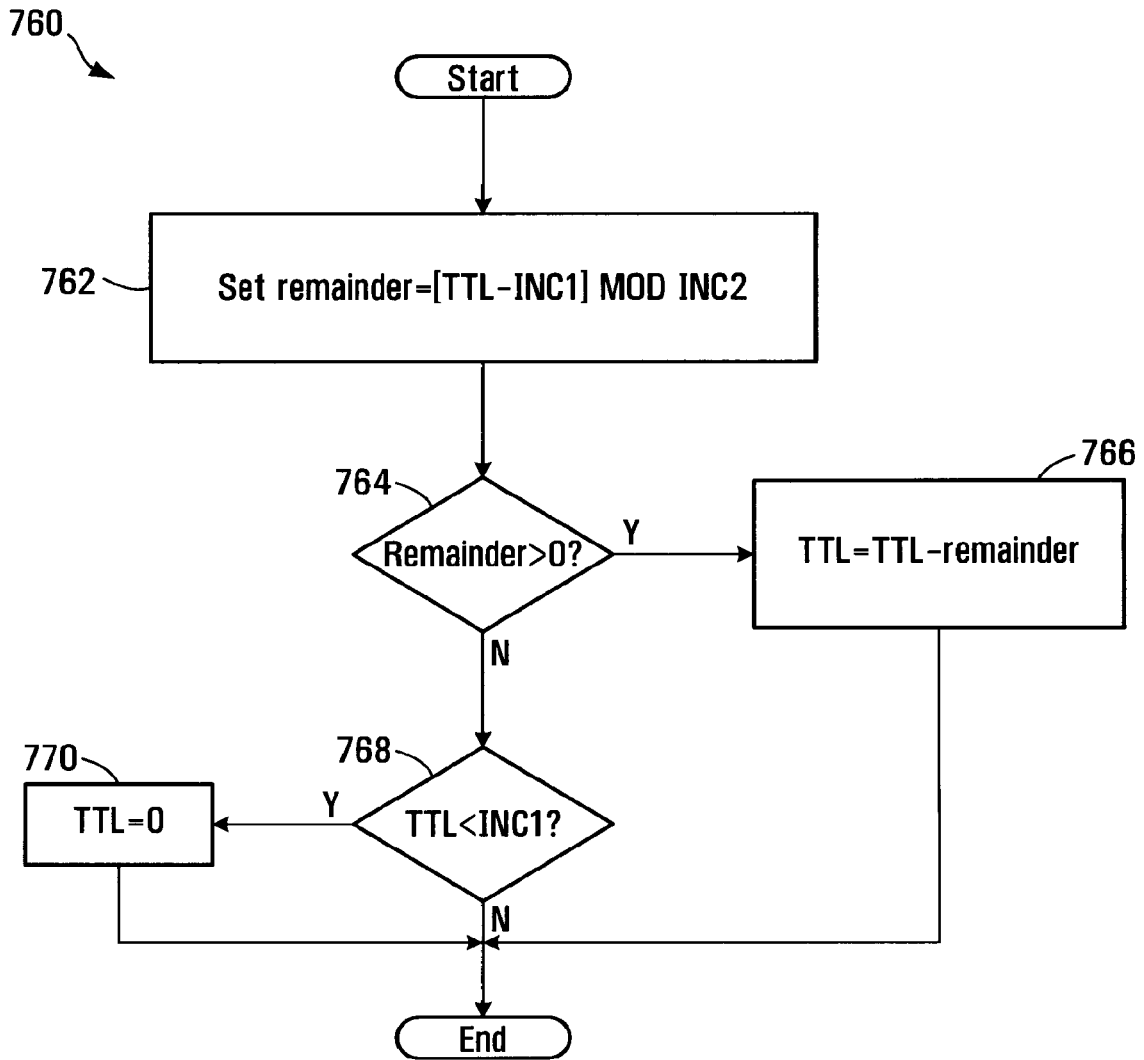 760
Start
762
Set remainder=[TTL-INC1] MOD INC2
764
Remainder>0?
Y
766
TTL=TTL-remainder
N
768
TTL<INC1?
Y
770
TTL=0
N
End